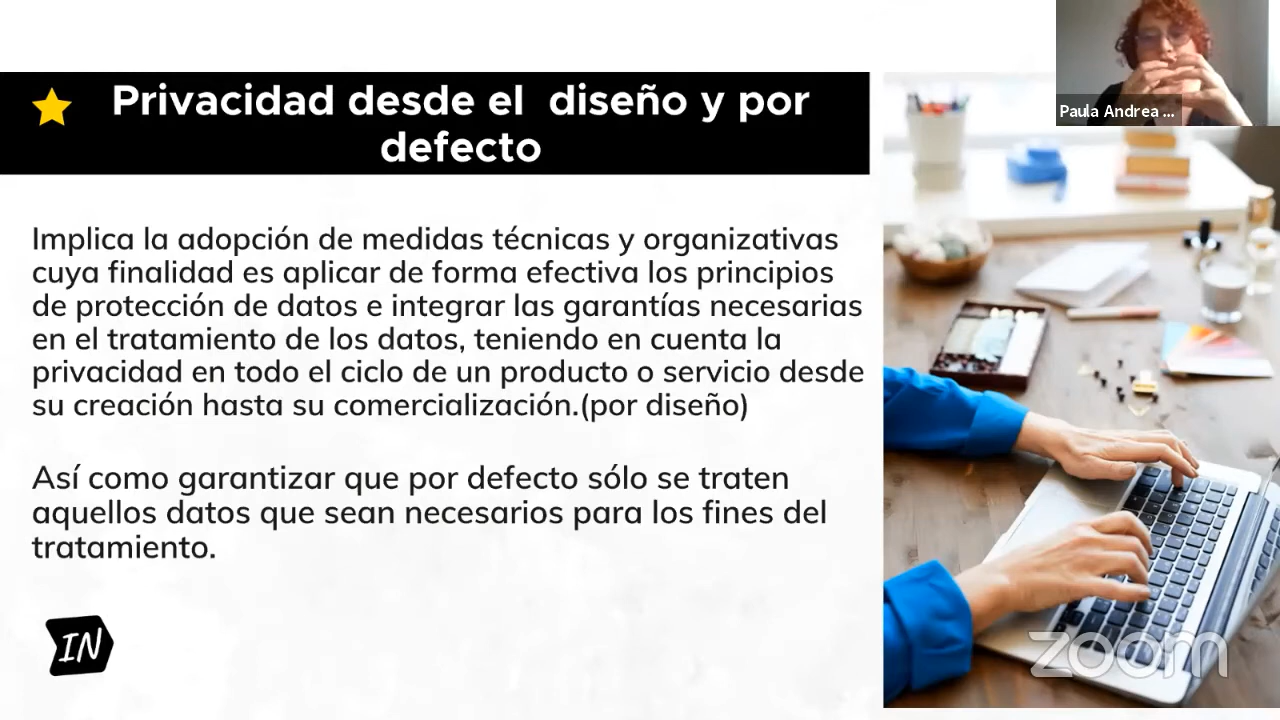 Privacidad desde el  diseño y por
defecto
Paula Andrea ...
Implica la adopción de medidas técnicas y organizativas
cuya finalidad es aplicar de forma efectiva los principios
de protección de datos e integrar las garantías necesarias
en el tratamiento de los datos, teniendo en cuenta la
privacidad en todo el ciclo de un producto o servicio desde
su creación hasta su comercialización.(por diseño)
Así como garantizar que por defecto sólo se traten
aquellos datos que sean necesarios para los fines del
tratamiento.
IN
zoom